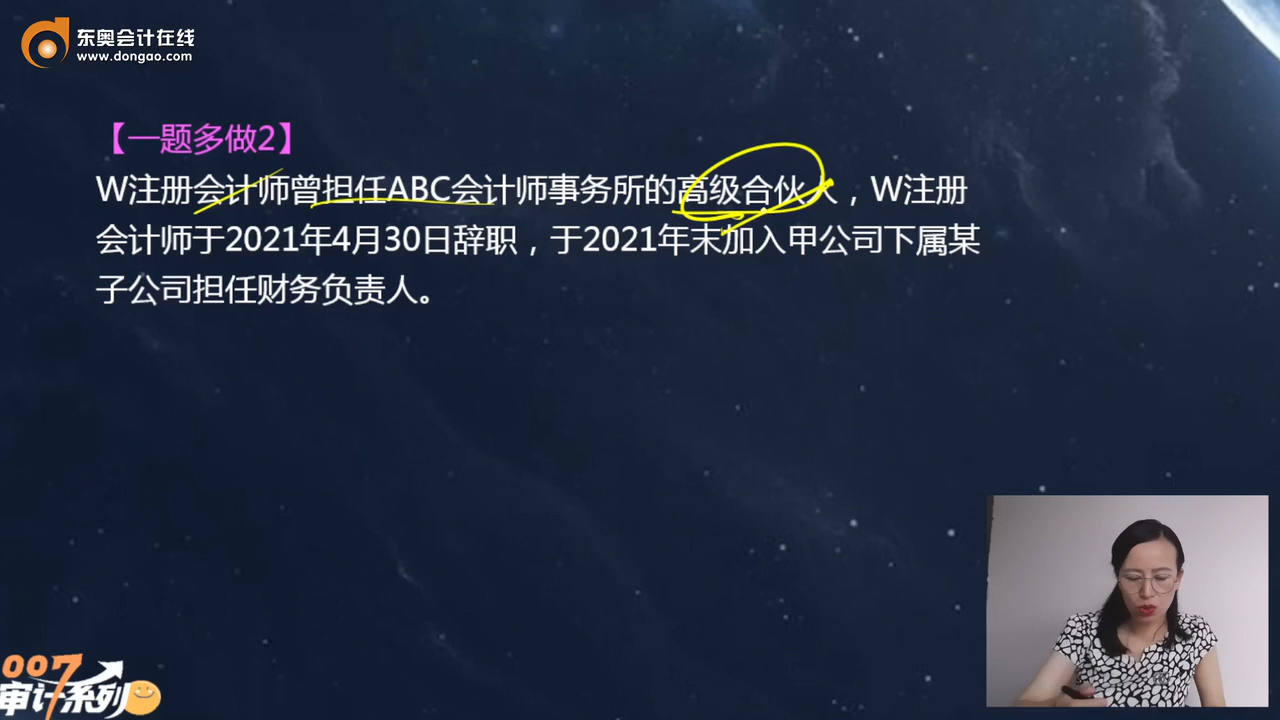 东奥会计在线
www.dongao.com
【一题多做2】
W注册会计师曾担任ABC会计师事务所的高级合伙人，W注册
会计师于2021年4月30日辞职，于2021年末加入甲公司下属某
子公司担任财务负责人。
007
审计系列